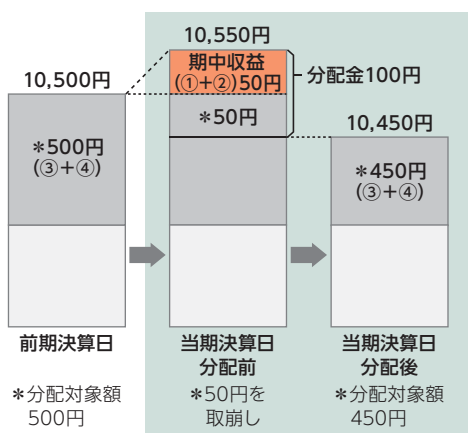 10,550円
期中収益
(①+②)50円
分配金100円
10,500円
*50円
10,450円
*500円
(③+④)
*450円
(③+④)
前期決算日
当期決算日
分配前
当期決算日
分配後
*分配対象額
500円
*50円を
取崩し
*分配対象額
450円